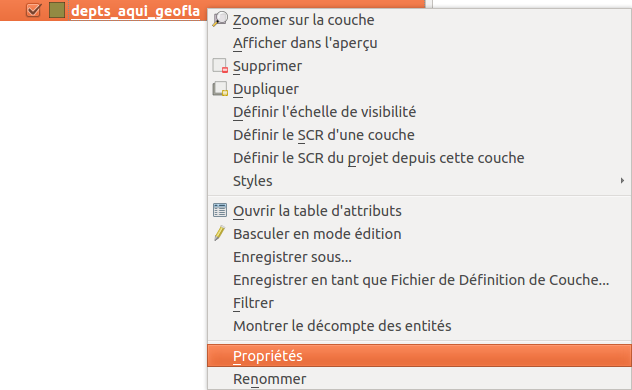 depts_aqui_geofla
Zoomer sur la couche
Afficher dans l'aperçu
Supprimer
Dupliquer
Définir l'échelle de visibilité
Définir le SCR d'une couche
Définir le SCR du projet depuis cette couche
Styles
Ouvrir la table d'attributs
Basculer en mode édition
Enregistrer sous...
Enregistrer en tant que Fichier de Définition de Couche...
Filtrer
Montrer le décompte des entités
Propriétés
Renommer